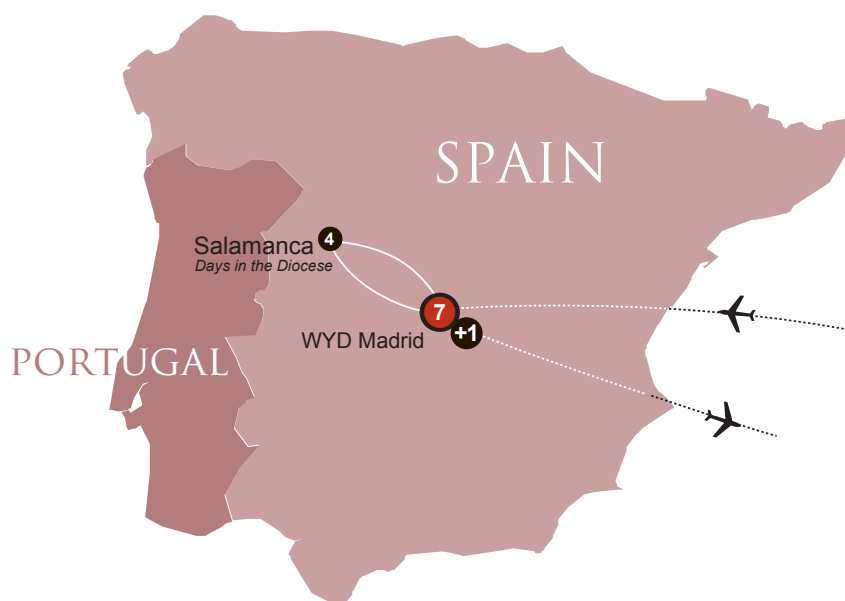 SPAIN
Salamanca
4
Days in the Diocese
7
+1
WYD Madrid
PORTUGAL